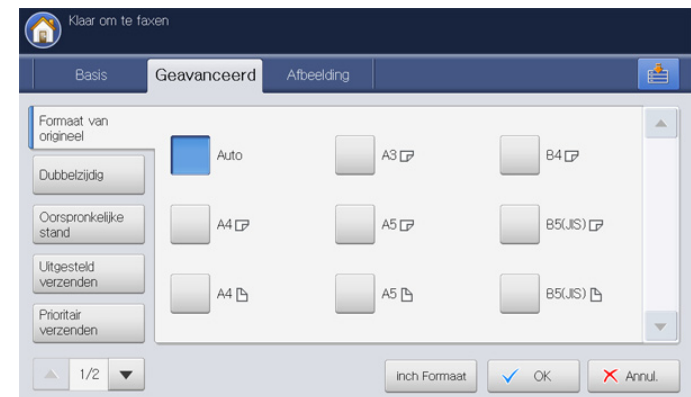 Klaar om te faxen
Basis
Geavanceerd
Afbeelding
Formaat van
origineel
Dubbelzijdig
Oorspronkelijke
stand
Uitgesteld
verzenden
Prioritair
verzenden
1/2
Auto
A3
B4
A4
A5
B5(JIS)
A4
A5
B5(JIS)
inch Formaat
OK
Annul.